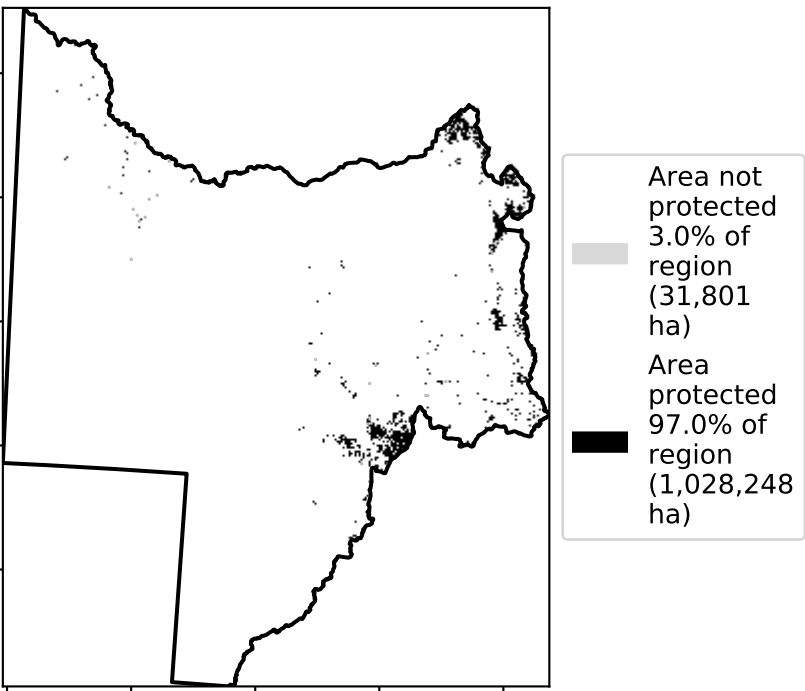 Area not
protected
3.0% of
region
(31,801
ha)
Area
protected
97.0% of
region
(1,028,248
ha)